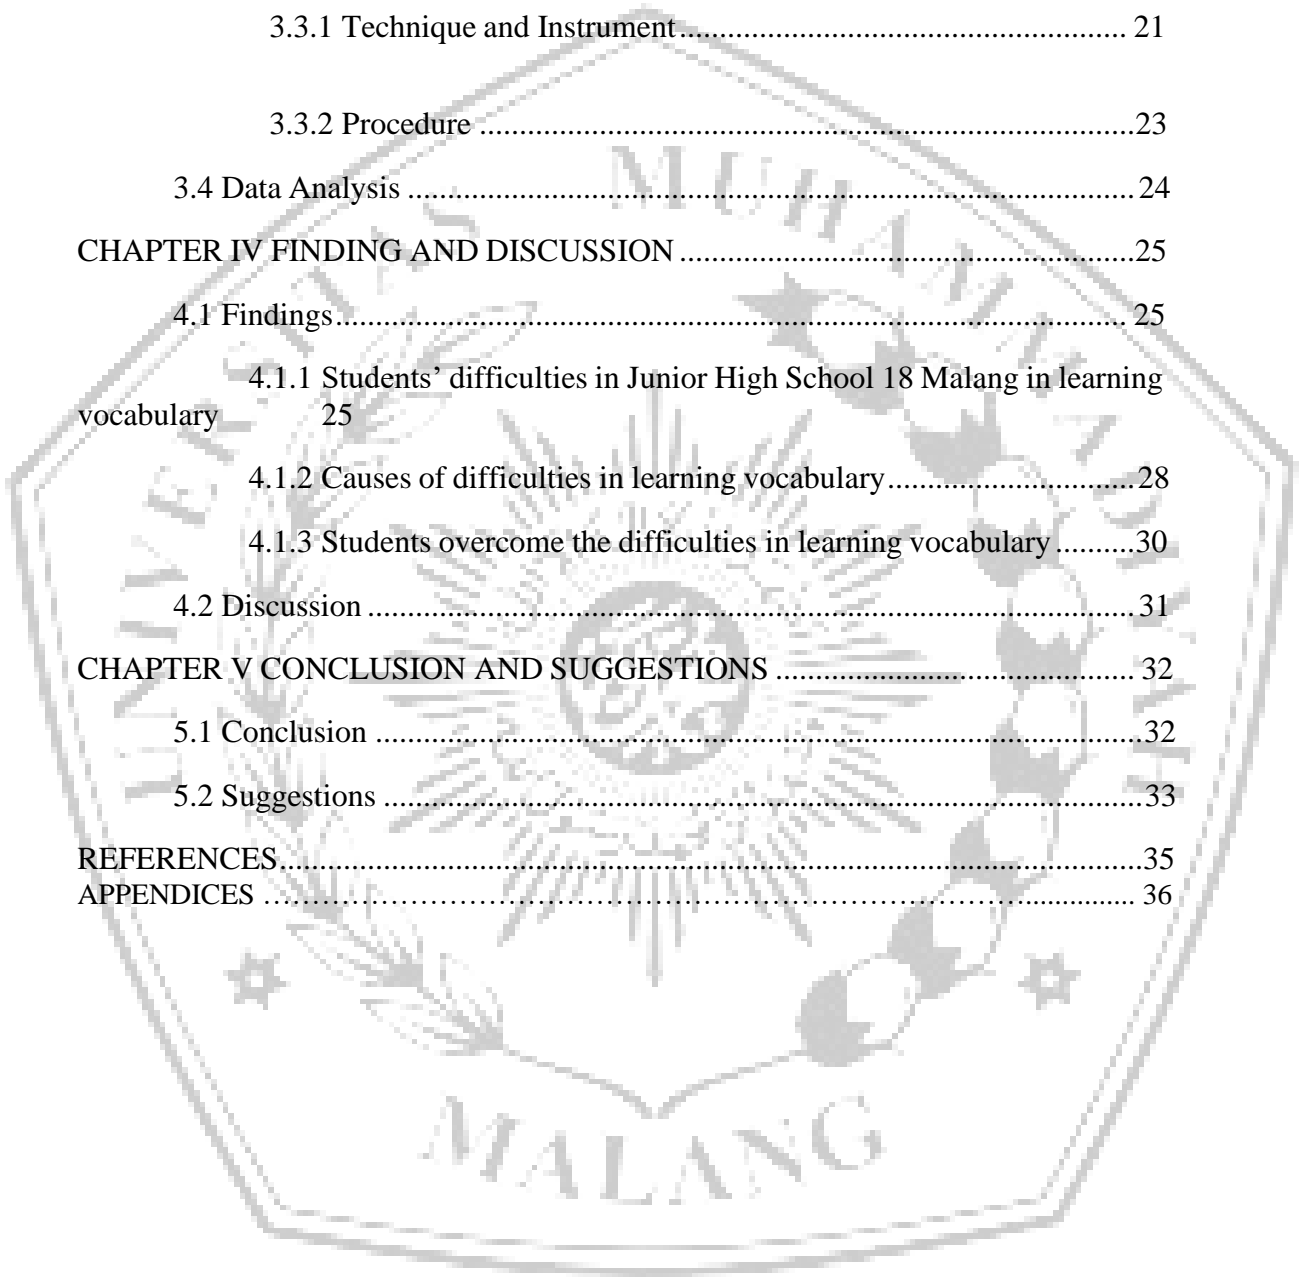 3.3.1 Technique and Instrument........................................................ 21
3.3.2 Procedure ..................................................................................23
3.4 Data Analysis ........................................................................................... 24
CHAPTER IV FINDING AND DISCUSSION .........................................................25
4.1 Findings................................................................................................... 25
4.1.1 Students’ difficulties in Junior High School 18 Malang in learning
vocabulary 25
4.1.2 Causes of difficulties in learning vocabulary...............................28
4.1.3 Students overcome the difficulties in learning vocabulary..........30
4.2 Discussion ................................................................................................ 31
CHAPTER V CONCLUSION AND SUGGESTIONS ............................................. 32
5.1 Conclusion ...............................................................................................32
5.2 Suggestions ..............................................................................................33
REFERENCES...........................................................................................................35
APPENDICES ……………………………………………………………………............... 36
UNIVERSITAS MUHAMMADIYAH
MALANG